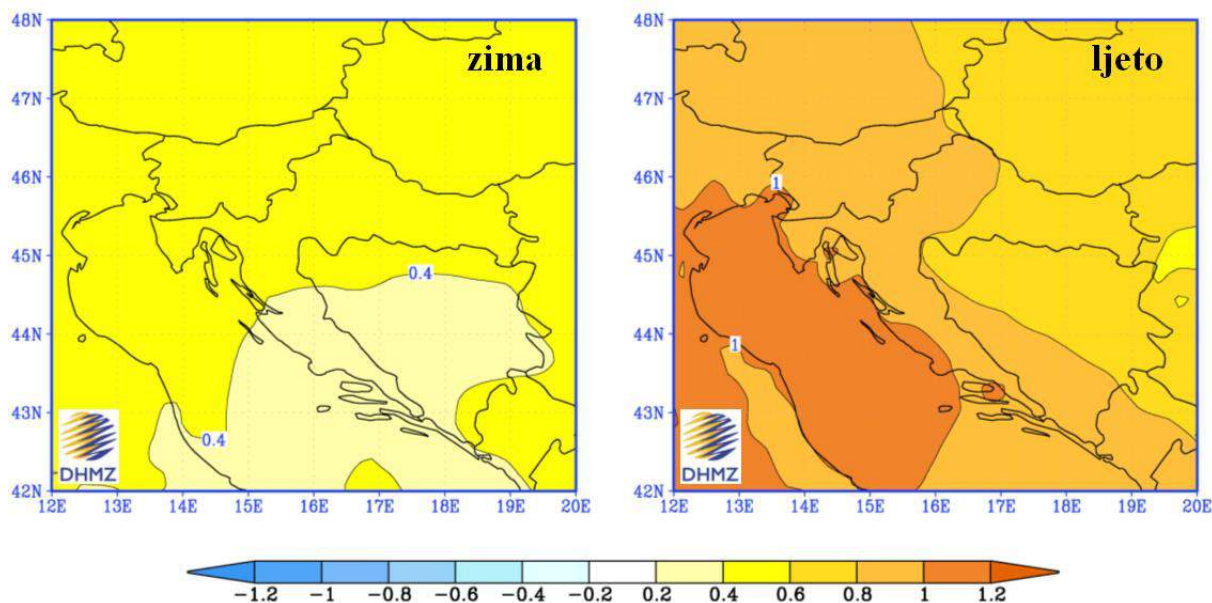 zima
48N
47N
46N
45N
44N
43N
42N
12E 13E 14E 15E 16E 17E 18E 19E 20E
0.4
0.4
DHMZ
ljeto
48N
47N
46N
45N
44N
43N
42N
12E 13E 14E 15E 16E 17E 18E 19E 20E
1
1
DHMZ
-1.2 -1 -0.8 -0.6 -0.4 -0.2 0.2 0.4 0.6 0.8 1 1.2